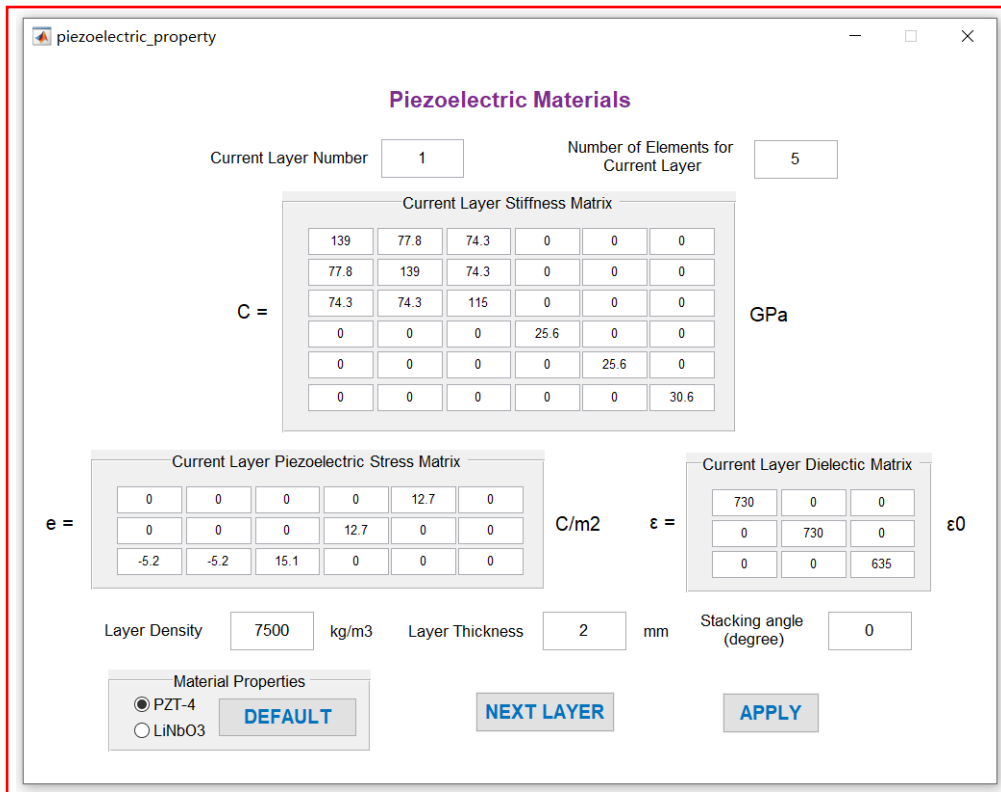 piezoelectric_property
Piezoelectric Materials
Current Layer Number 1
Number of Elements for
Current Layer
5
Current Layer Stiffness Matrix
139 77.8 74.3 0 0 0
77.8 139 74.3 0 0 0
74.3 74.3 115 0 0 0
C =
0 0 0 25.6 0 0
0 0 0 0 25.6 0
0 0 0 0 0 30.6
GPa
Current Layer Piezoelectric Stress Matrix
0 0 0 0 12.7 0
e =
0 0 0 12.7 0 0
-5.2 -5.2 15.1 0 0 0
C/m2
Current Layer Dielectic Matrix
730 0 0
ε =
0 730 0
0 0 635
ε0
Layer Density 7500 kg/m3
Layer Thickness 2 mm
Stacking angle
(degree)
0
Material Properties
PZT-4
LiNbO3
DEFAULT
NEXT LAYER
APPLY